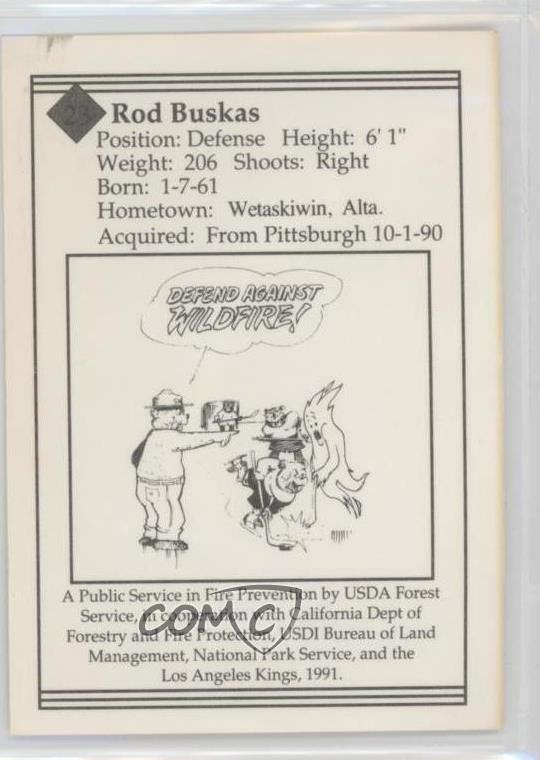 23
Rod Buskas
Position: Defense Height: 6' 1"
Weight: 206 Shoots: Right
Born: 1-7-61
Hometown: Wetaskiwin, Alta.
Acquired: From Pittsburgh 10-1-90
DEFEND AGAINST
WILDFIRE!
A Public Service in Fire Prevention by USDA Forest
Service, in cooperation with California Dept of
Forestry and Fire Protection, USDI Bureau of Land
Management, National Park Service, and the
Los Angeles Kings, 1991.
COMC